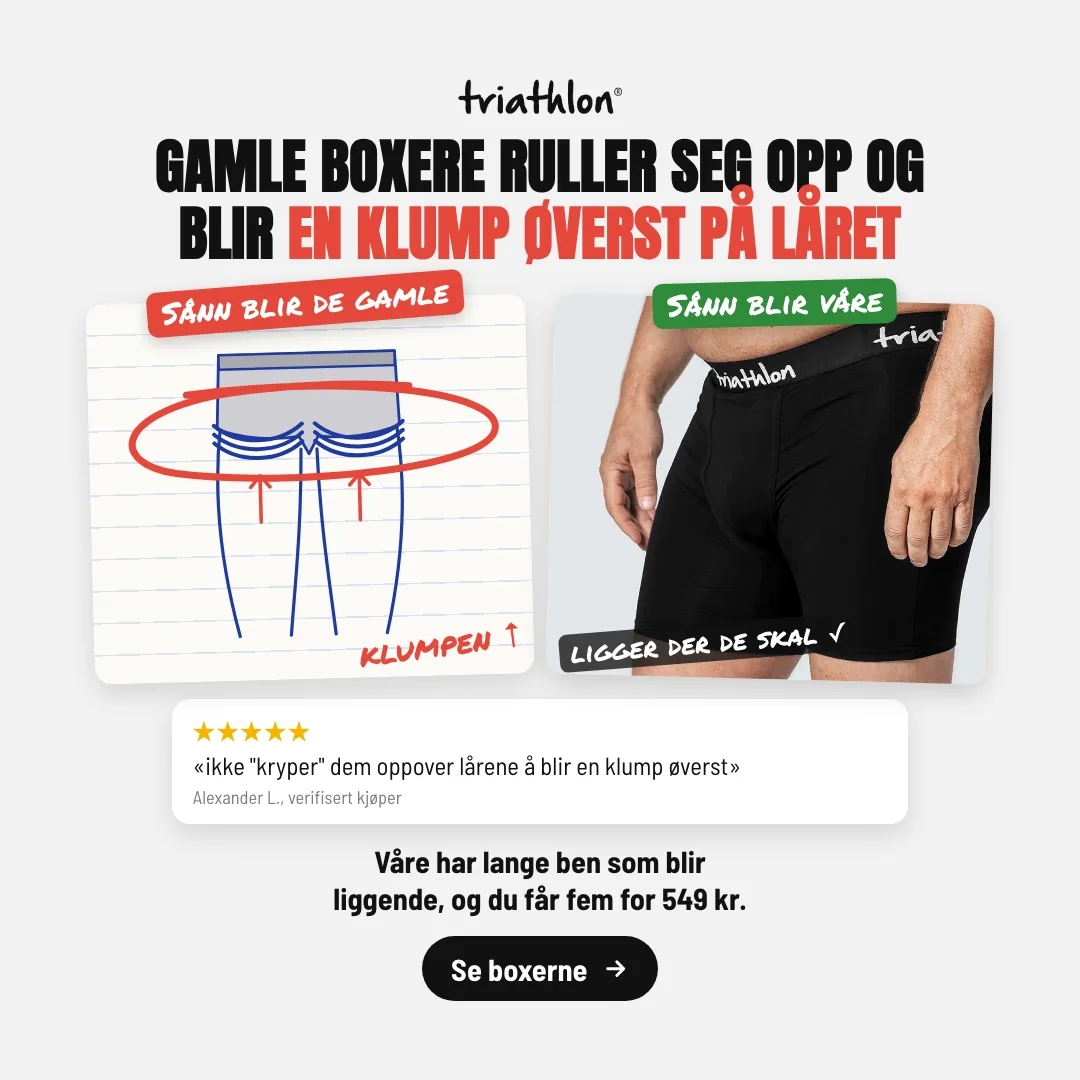 triathlon®
GAMLE BOXERE RULLER SEG OPP OG
BLIR EN KLUMP ØVERST PÅ LÅRET
SÅNN BLIR DE GAMLE
SÅNN BLIR VÅRE
triat
triathlon
KLUMPEN ↑
LIGGER DER DE SKAL ✓
★★★★★
«ikke "kryper" dem oppover lårene å blir en klump øverst»
Alexander L., verifisert kjøper
Våre har lange ben som blir
liggende, og du får fem for 549 kr.
Se boxerne →